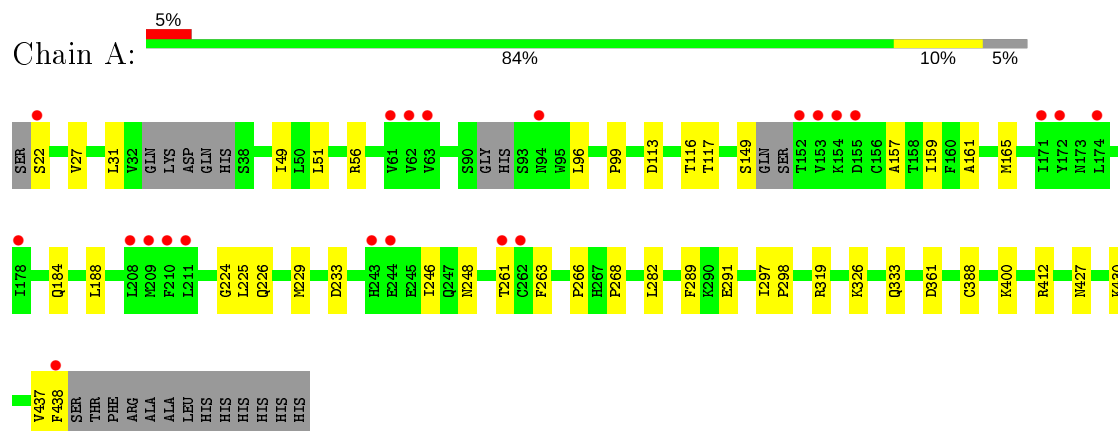 5%
Chain A:
84% 10% 5%
SER S22 V27 L31 V32 GLN LYS ASP GLN HIS S38 I49 L50 L51 R56 V61 V62 V63 S90 GLY HIS S93 N94 W95 L96 P99 D113 T116 T117 S149 GLN SER T152 V153 K154 D155 C156 A157 T158 I159 F160 A161 M165 I171 Y172 N173 L174
I178 Q184 L188 L208 M209 F210 L211 G224 L225 Q226 M229 D233 H243 E244 E245 I246 Q247 N248 T261 C262 F263 P266 H267 P268 L282 F289 K290 E291 I297 P298 R319 K326 Q333 D361 C388 K400 R412 N427
V437 F438 SER THR PHE ARG ALA ALA LEU HIS HIS HIS HIS HIS HIS